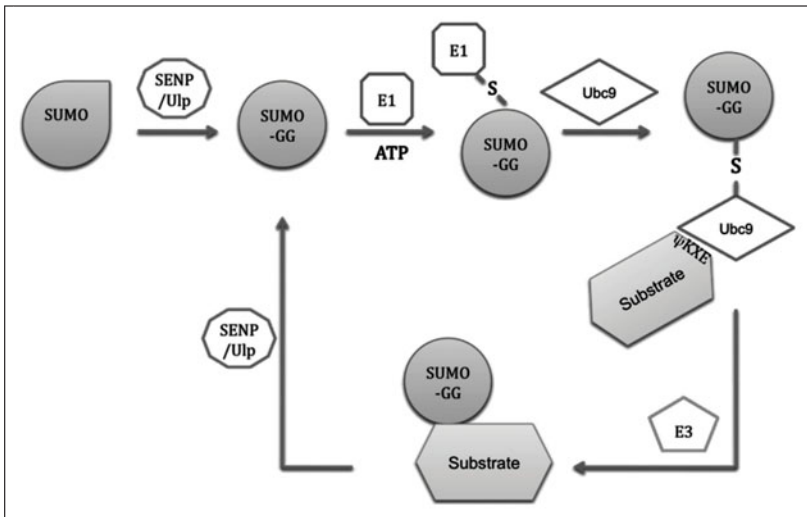 SUMO
SENP
/Ulp
SUMO
-GG
E1
ATP
E1
S
SUMO
-GG
Ubc9
SUMO
-GG
S
Ubc9
ψKXE
Substrate
E3
SUMO
-GG
Substrate
SENP
/Ulp